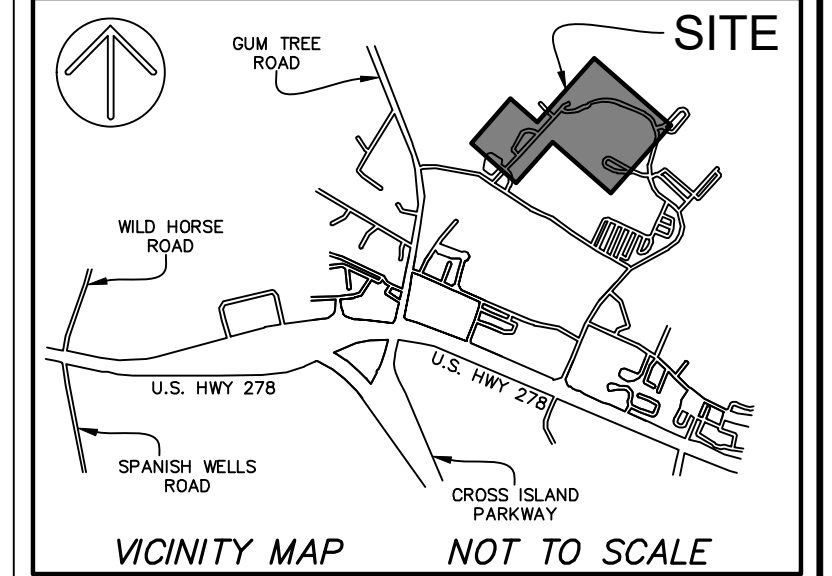 SITE
GUM TREE
ROAD
WILD HORSE
ROAD
U.S. HWY 278
U.S. HWY 278
SPANISH WELLS
ROAD
CROSS ISLAND
PARKWAY
VICINITY MAP NOT TO SCALE